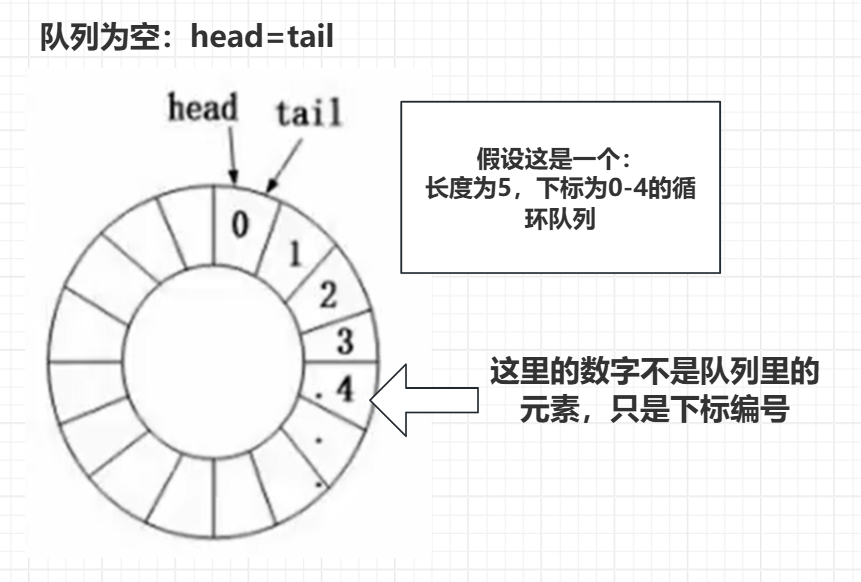 队列为空：head=tail
head
tail
假设这是一个：
长度为5，下标为0-4的循
环队列
0
1
2
3
4
这里的数字不是队列里的
元素，只是下标编号